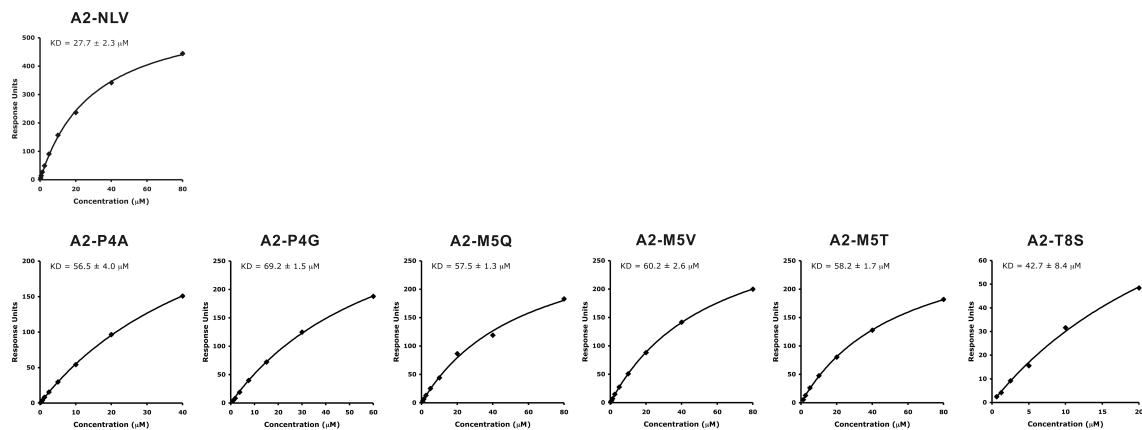 A2-NLV
KD = 27.7 ± 2.3 µM
500
400
300
200
100
0
Response Units
0 20 40 60 80
Concentration (µM)
A2-P4A
KD = 56.5 ± 4.0 µM
200
150
100
50
0
Response Units
0 10 20 30 40
Concentration (µM)
A2-P4G
KD = 69.2 ± 1.5 µM
250
200
150
100
50
0
Response Units
0 10 20 30 40 50 60
Concentration (µM)
A2-M5Q
KD = 57.5 ± 1.3 µM
250
200
150
100
50
0
Response Units
0 20 40 60 80
Concentration (µM)
A2-M5V
KD = 60.2 ± 2.6 µM
250
200
150
100
50
0
Response Units
0 20 40 60 80
Concentration (µM)
A2-M5T
KD = 58.2 ± 1.7 µM
250
200
150
100
50
0
Response Units
0 20 40 60 80
Concentration (µM)
A2-T8S
KD = 42.7 ± 8.4 µM
60
50
40
30
20
10
0
Response Units
0 5 10 15 20
Concentration (µM)